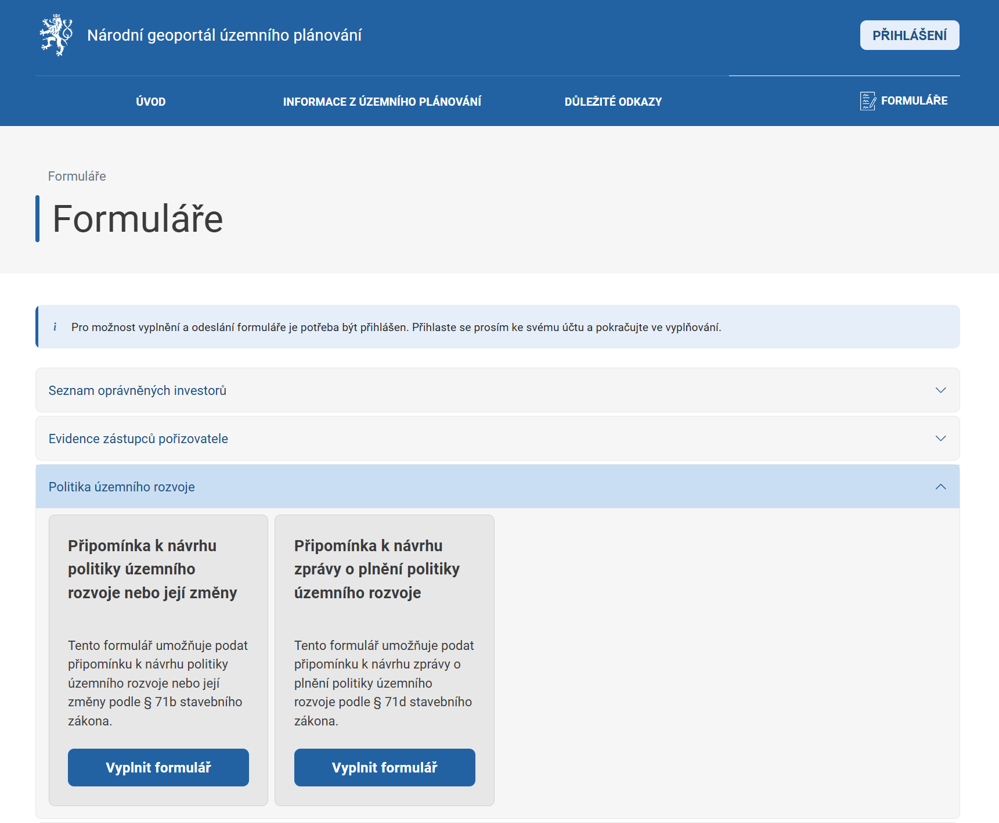 Národní geoportál územního plánování
PŘIHLÁŠENÍ
ÚVOD
INFORMACE Z ÚZEMNÍHO PLÁNOVÁNÍ
DŮLEŽITÉ ODKAZY
FORMULÁŘE
Formuláře
Formuláře
i Pro možnost vyplnění a odeslání formuláře je potřeba být přihlášen. Přihlaste se prosím ke svému účtu a pokračujte ve vyplňování.
Seznam oprávněných investorů
Evidence zástupců pořizovatele
Politika územního rozvoje
Připomínka k návrhu
politiky územního
rozvoje nebo její změny
Tento formulář umožňuje podat
připomínku k návrhu politiky
územního rozvoje nebo její
změny podle § 71b stavebního
zákona.
Vyplnit formulář
Připomínka k návrhu
zprávy o plnění politiky
územního rozvoje
Tento formulář umožňuje podat
připomínku k návrhu zprávy o
plnění politiky územního
rozvoje podle § 71d stavebního
zákona.
Vyplnit formulář